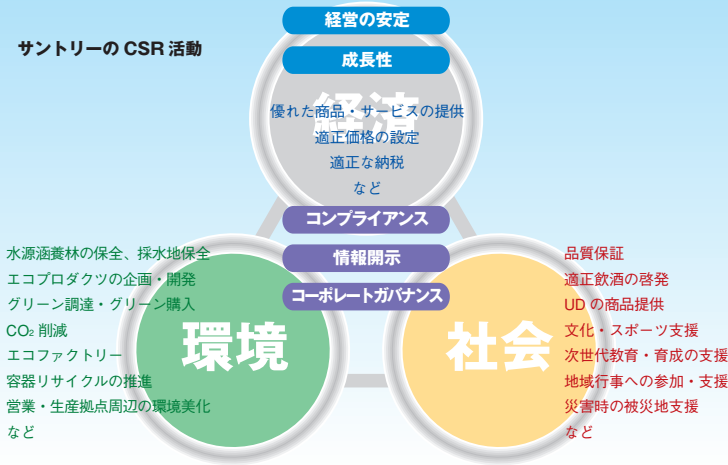 サントリーの CSR 活動
経営の安定
成長性
経済
優れた商品・サービスの提供
適正価格の設定
適正な納税
など
コンプライアンス
情報開示
コーポレートガバナンス
環境
水源涵養林の保全、採水地保全
エコプロダクツの企画・開発
グリーン調達・グリーン購入
CO₂ 削減
エコファクトリー
容器リサイクルの推進
営業・生産拠点周辺の環境美化
など
社会
品質保証
適正飲酒の啓発
UD の商品提供
文化・スポーツ支援
次世代教育・育成の支援
地域行事への参加・支援
災害時の被災地支援
など